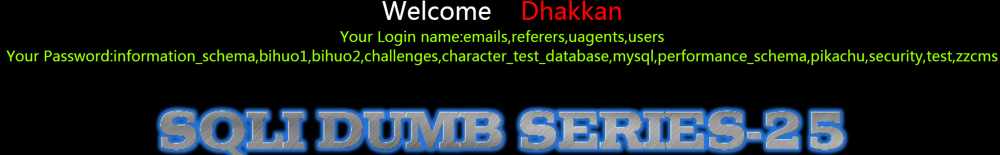 Welcome Dhakkan
Your Login name:emails,referers,uagents,users
Your Password:information_schema,bihuo1,bihuo2,challenges,character_test_database,mysql,performance_schema,pikachu,security,test,zzcms
SQLI DUMB SERIES-25